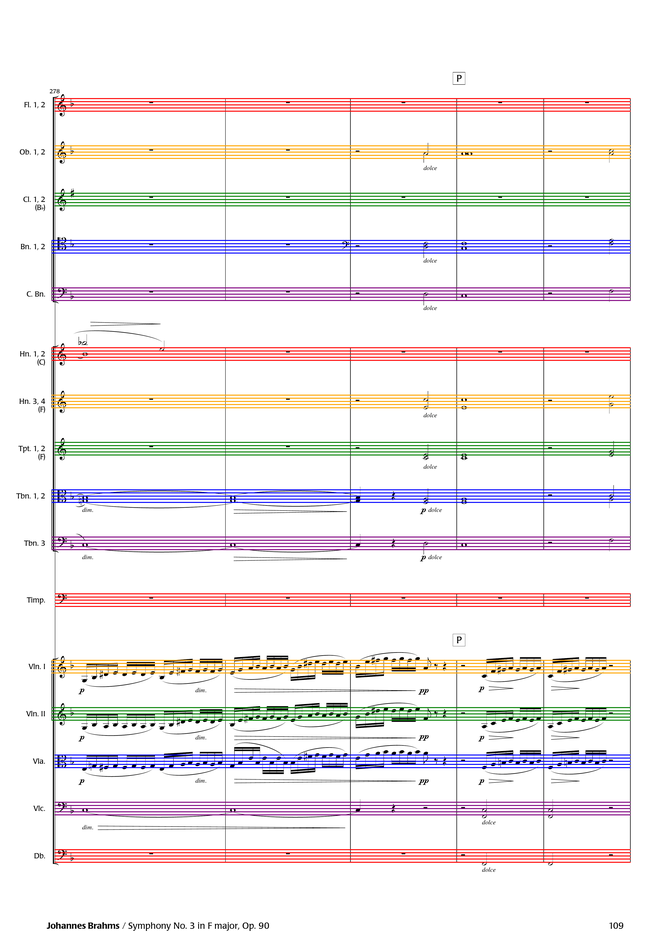 P
278
Fl. 1, 2
Ob. 1, 2
dolce
Cl. 1, 2
(B♭)
Bn. 1, 2
dolce
C. Bn.
dolce
Hn. 1, 2
(C)
Hn. 3, 4
(F)
dolce
Tpt. 1, 2
(F)
dolce
Tbn. 1, 2
dim. p dolce
Tbn. 3
dim. p dolce
Timp.
P
Vln. I
p dim. pp p
Vln. II
p dim. pp p
Vla.
p dim. pp p
Vlc.
dim. dolce
Db.
dolce
Johannes Brahms / Symphony No. 3 in F major, Op. 90 109